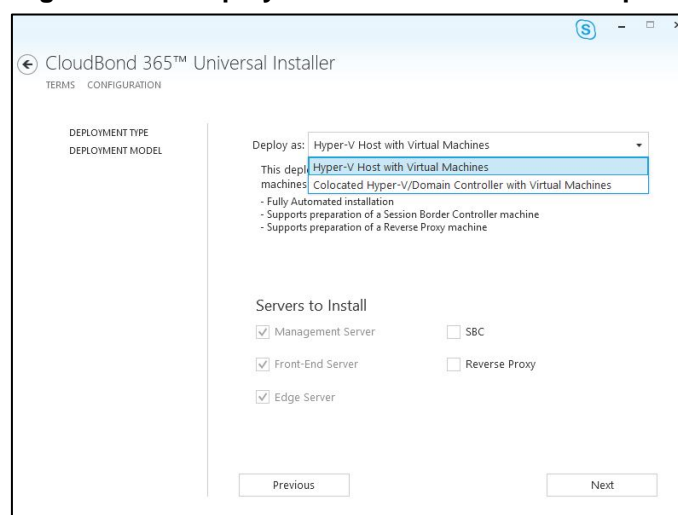 S
CloudBond 365™ Universal Installer
TERMS CONFIGURATION
DEPLOYMENT TYPE
DEPLOYMENT MODEL
Deploy as: Hyper-V Host with Virtual Machines
Hyper-V Host with Virtual Machines
Colocated Hyper-V/Domain Controller with Virtual Machines
This depl
machines
- Fully Automated installation
- Supports preparation of a Session Border Controller machine
- Supports preparation of a Reverse Proxy machine
Servers to Install
Management Server
SBC
Front-End Server
Reverse Proxy
Edge Server
Previous
Next